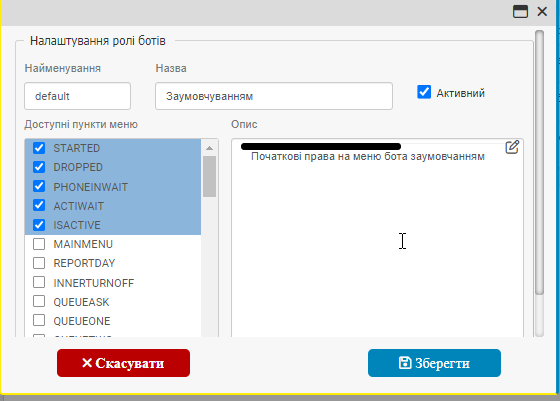 Налаштування ролі ботів
Найменування
Назва
default
Заумовчуванням
Активний
Доступні пункти меню
Опис
STARTED
DROPPED
PHONEINWAIT
ACTIWAIT
ISACTIVE
MAINMENU
REPORTDAY
INNERTURNOFF
QUEUEASK
QUEUEONE
Початкові права на меню бота заумовчанням
Скасувати
Зберегти